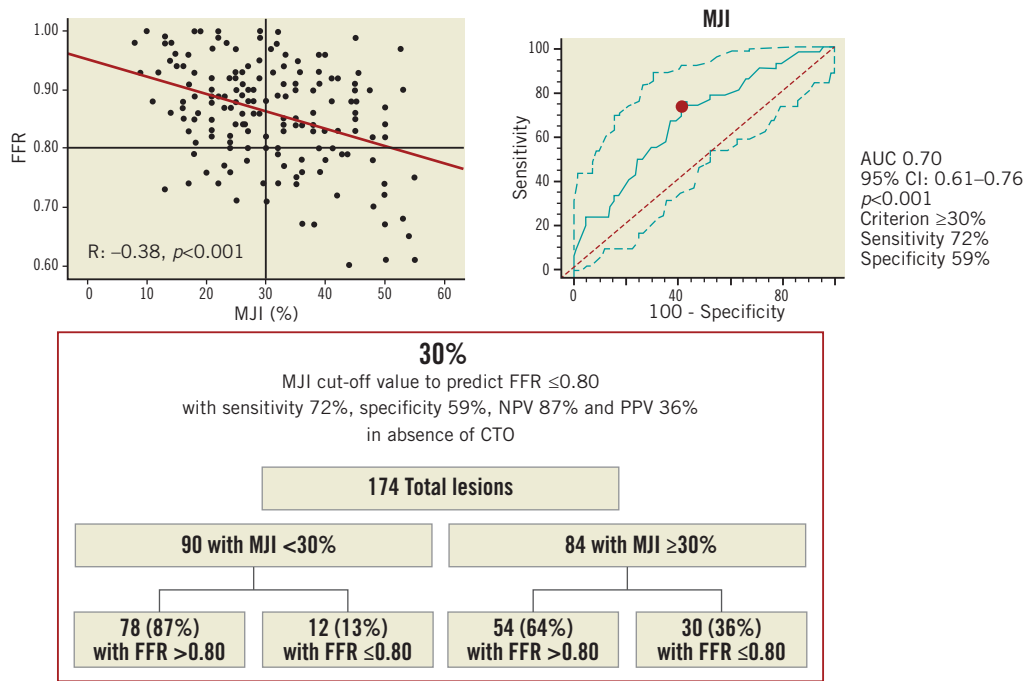 FFR
1.00
0.90
0.80
0.70
0.60
R: –0.38, p<0.001
0 10 20 30 40 50 60
MJI (%)
MJI
Sensitivity
100
80
60
40
20
0
0 40 80
100 - Specificity
AUC 0.70
95% CI: 0.61–0.76
p<0.001
Criterion ≥30%
Sensitivity 72%
Specificity 59%
30%
MJI cut-off value to predict FFR ≤0.80
with sensitivity 72%, specificity 59%, NPV 87% and PPV 36%
in absence of CTO
174 Total lesions
90 with MJI <30%
84 with MJI ≥30%
78 (87%)
with FFR >0.80
12 (13%)
with FFR ≤0.80
54 (64%)
with FFR >0.80
30 (36%)
with FFR ≤0.80